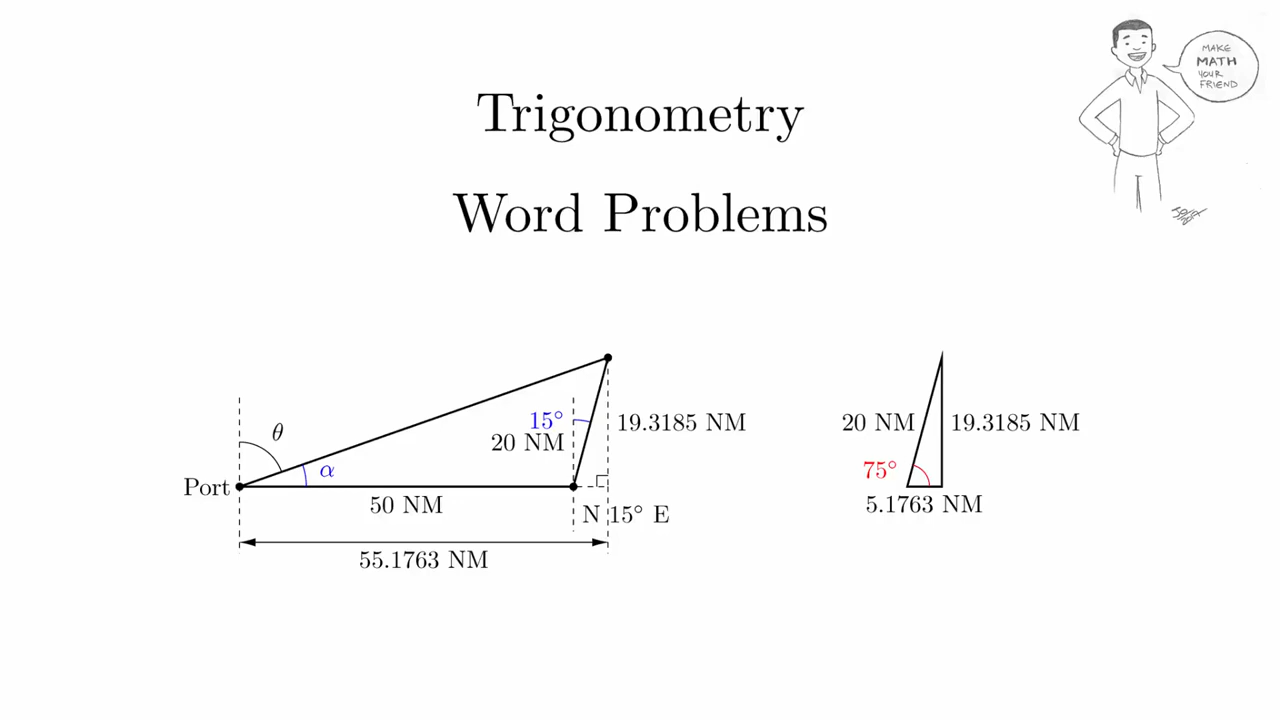 MAKE
MATH
YOUR
FRIEND
Trigonometry
Word Problems
15°
20 NM
19.3185 NM
θ
α
Port
50 NM
N 15° E
55.1763 NM
20 NM
19.3185 NM
75°
5.1763 NM